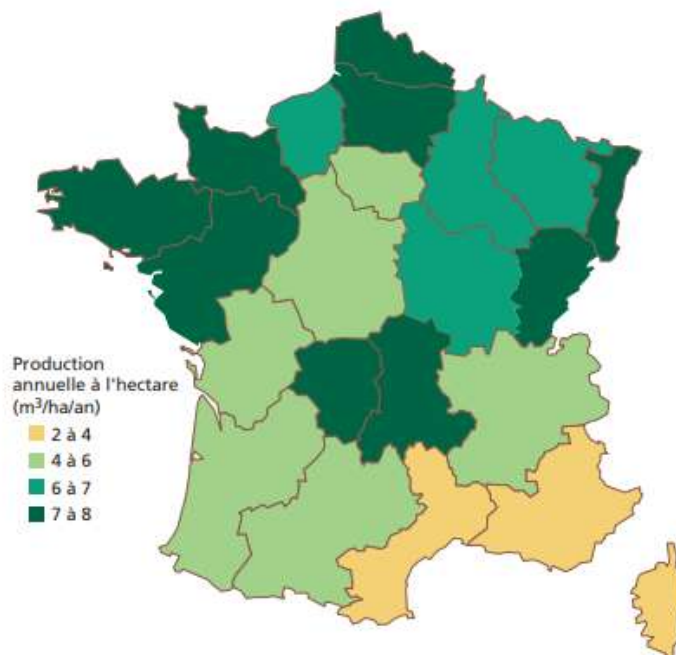 Production
annuelle à l'hectare
(m³/ha/an)
2 à 4
4 à 6
6 à 7
7 à 8